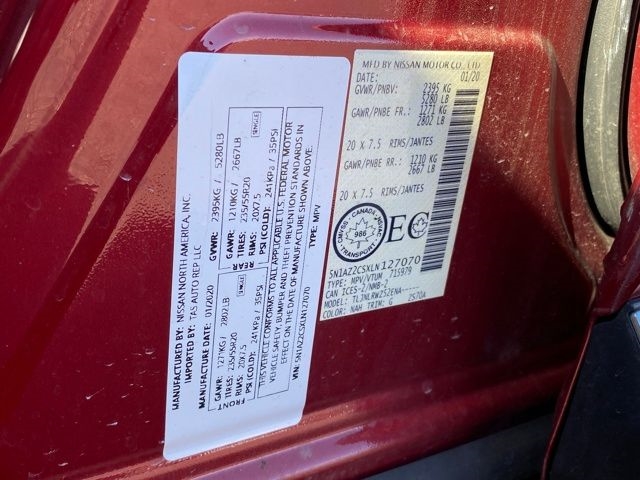 MANUFACTURED BY: NISSAN NORTH AMERICA, INC.
IMPORTED BY: TAS AUTO REP LLC
MANUFACTURE DATE: 01/2020
GVWR: 2395KG / 5280LB
GAWR: 1271KG / 2802LB
TIRES: 235/55R20
RIMS: 20X7.5
PSI (COLD): 241KPa / 35PSI
SINGLE
FRONT
GAWR: 1210KG / 2667LB
TIRES: 235/55R20
RIMS: 20X7.5
PSI (COLD): 241KPa / 35PSI
SINGLE
REAR
THIS VEHICLE CONFORMS TO ALL APPLICABLE U.S. FEDERAL MOTOR
VEHICLE SAFETY, BUMPER AND THEFT PREVENTION STANDARDS IN
EFFECT ON THE DATE OF MANUFACTURE SHOWN ABOVE.
VIN: 5N1AZ2CSXLN127070 TYPE: MPV
MFD BY NISSAN MOTOR CO., LTD
DATE: 01/20
GVWR/PNBV: 2395 KG
5280 LB
GAWR/PNBE FR.: 1271 KG
2802 LB
20 X 7.5 RIMS/JANTES
GAWR/PNBE RR.: 1210 KG
2667 LB
20 X 7.5 RIMS/JANTES
CANADA
986
TRANSPORT
EC
5N1AZ2CSXLN127070
TYPE: MPV/VTUM 715979
CAN ICES-2/NMB-2
MODEL: TLJNLRWZ52ENA-----
COLOR: NAH TRIM: G Z570A